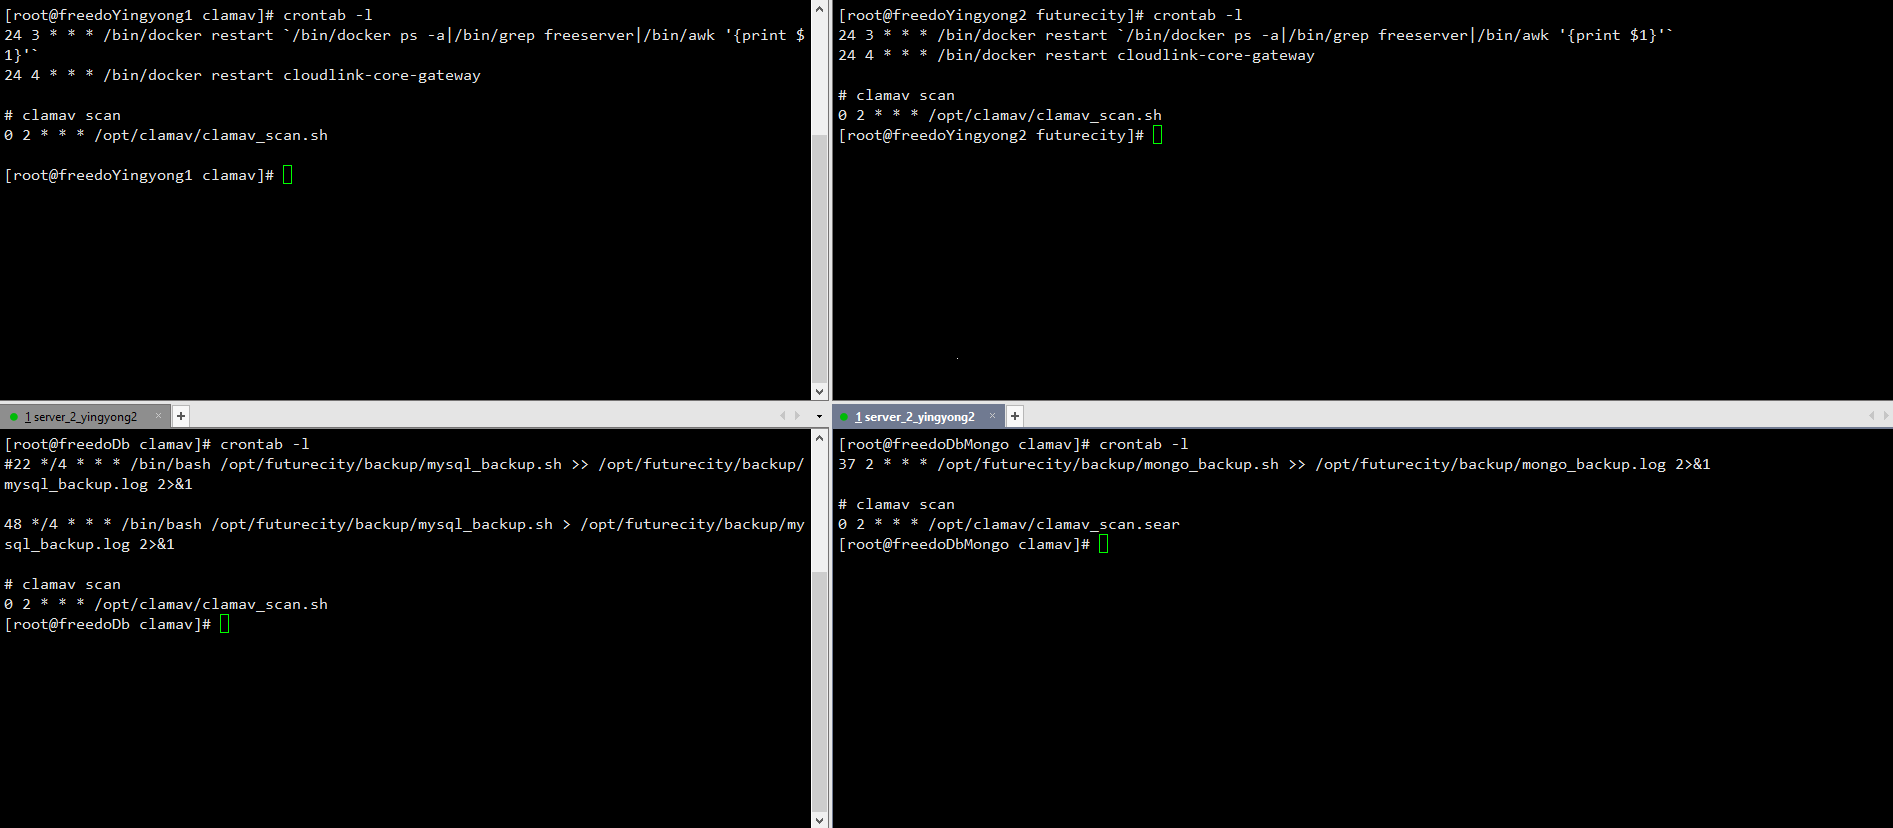 [root@freedoYingyong1 clamav]# crontab -l
24 3 * * * /bin/docker restart `/bin/docker ps -a|/bin/grep freeserver|/bin/awk '{print $
1}'`
24 4 * * * /bin/docker restart cloudlink-core-gateway
# clamav scan
0 2 * * * /opt/clamav/clamav_scan.sh
[root@freedoYingyong1 clamav]#
[root@freedoYingyong2 futurecity]# crontab -l
24 3 * * * /bin/docker restart `/bin/docker ps -a|/bin/grep freeserver|/bin/awk '{print $1}'`
24 4 * * * /bin/docker restart cloudlink-core-gateway
# clamav scan
0 2 * * * /opt/clamav/clamav_scan.sh
[root@freedoYingyong2 futurecity]#
1 server_2_yingyong2 × +
[root@freedoDb clamav]# crontab -l
#22 */4 * * * /bin/bash /opt/futurecity/backup/mysql_backup.sh >> /opt/futurecity/backup/
mysql_backup.log 2>&1
48 */4 * * * /bin/bash /opt/futurecity/backup/mysql_backup.sh > /opt/futurecity/backup/my
sql_backup.log 2>&1
# clamav scan
0 2 * * * /opt/clamav/clamav_scan.sh
[root@freedoDb clamav]#
1 server_2_yingyong2 × +
[root@freedoDbMongo clamav]# crontab -l
37 2 * * * /opt/futurecity/backup/mongo_backup.sh >> /opt/futurecity/backup/mongo_backup.log 2>&1
# clamav scan
0 2 * * * /opt/clamav/clamav_scan.sear
[root@freedoDbMongo clamav]#